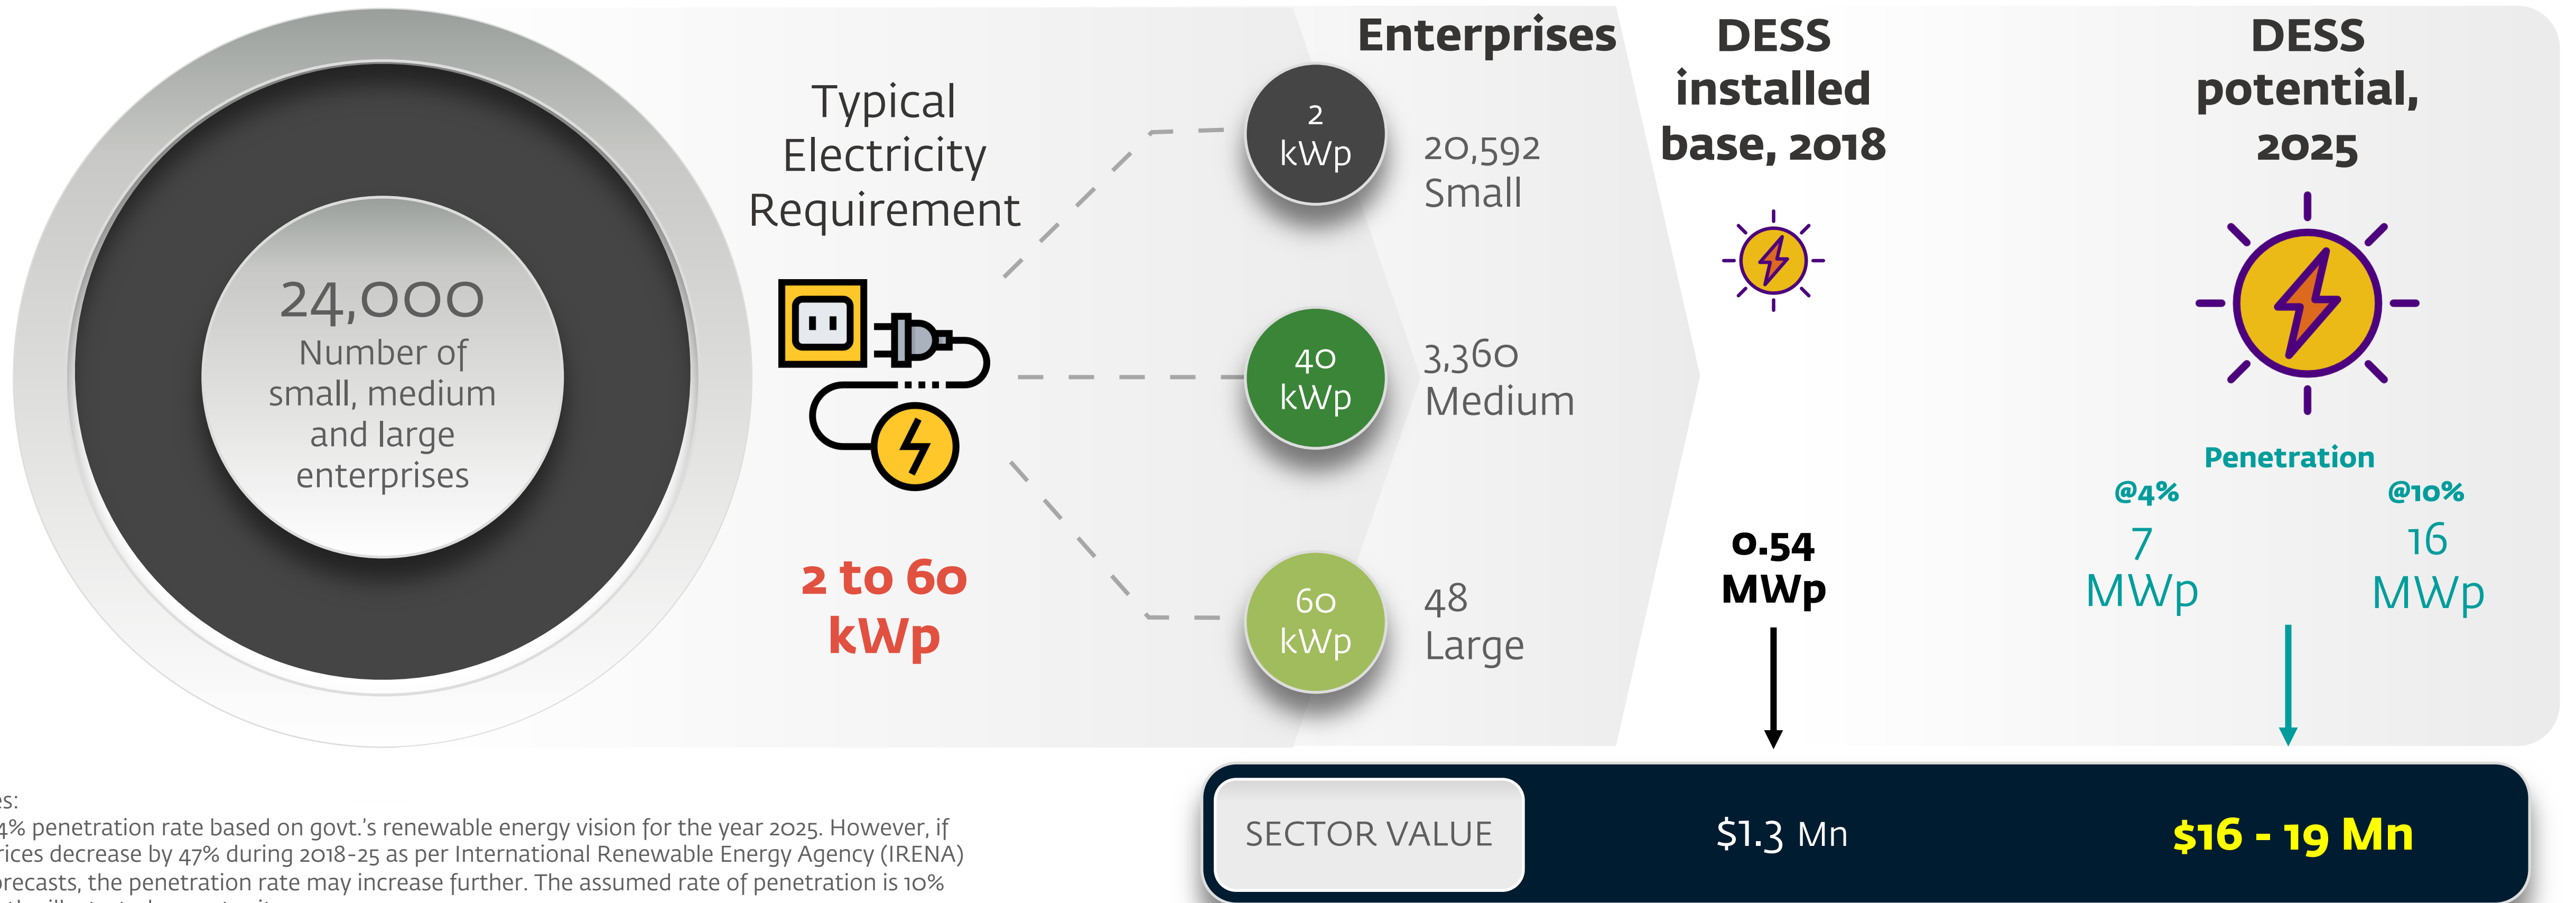 24,000
Number of
small, medium
and large
enterprises
Typical
Electricity
Requirement
2 to 60
kWp
Enterprises
2
kWp
20,592
Small
40
kWp
3,360
Medium
60
kWp
48
Large
DESS
installed
base, 2018
0.54
MWp
DESS
potential,
2025
Penetration
@4%
@10%
7
MWp
16
MWp
SECTOR VALUE
$1.3 Mn
$16 - 19 Mn
es:
4% penetration rate based on govt.'s renewable energy vision for the year 2025. However, if
rices decrease by 47% during 2018-25 as per International Renewable Energy Agency (IRENA)
orecasts, the penetration rate may increase further. The assumed rate of penetration is 10%